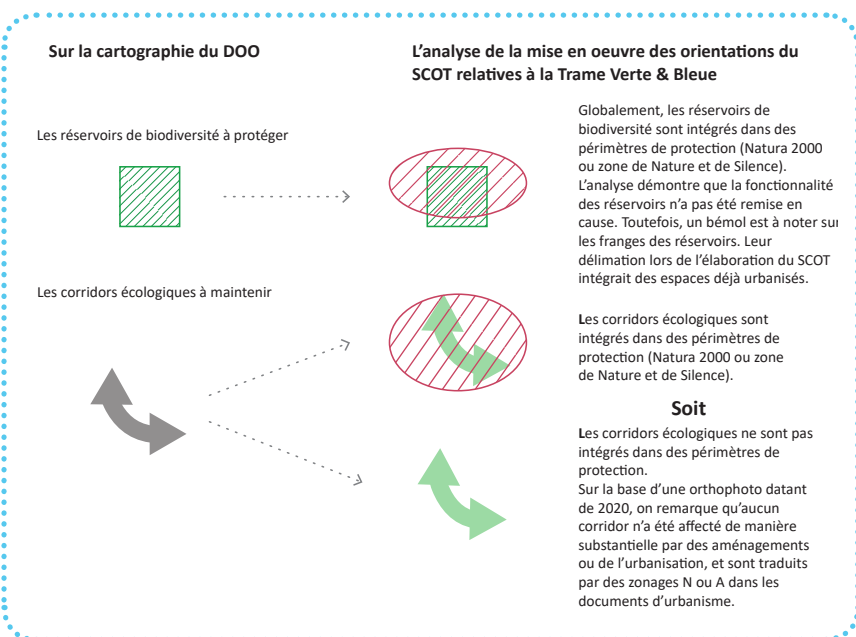 Sur la cartographie du DOO
L'analyse de la mise en oeuvre des orientations du
SCOT relatives à la Trame Verte & Bleue
Les réservoirs de biodiversité à protéger
Globalement, les réservoirs de
biodiversité sont intégrés dans des
périmètres de protection (Natura 2000
ou zone de Nature et de Silence).
L'analyse démontre que la fonctionnalité
des réservoirs n'a pas été remise en
cause. Toutefois, un bémol est à noter sur
les franges des réservoirs. Leur
délimation lors de l'élaboration du SCOT
intégrait des espaces déjà urbanisés.
Les corridors écologiques à maintenir
Les corridors écologiques sont
intégrés dans des périmètres de
protection (Natura 2000 ou zone
de Nature et de Silence).
Soit
Les corridors écologiques ne sont pas
intégrés dans des périmètres de
protection.
Sur la base d'une orthophoto datant
de 2020, on remarque qu'aucun
corridor n'a été affecté de manière
substantielle par des aménagements
ou de l'urbanisation, et sont traduits
par des zonages N ou A dans les
documents d'urbanisme.